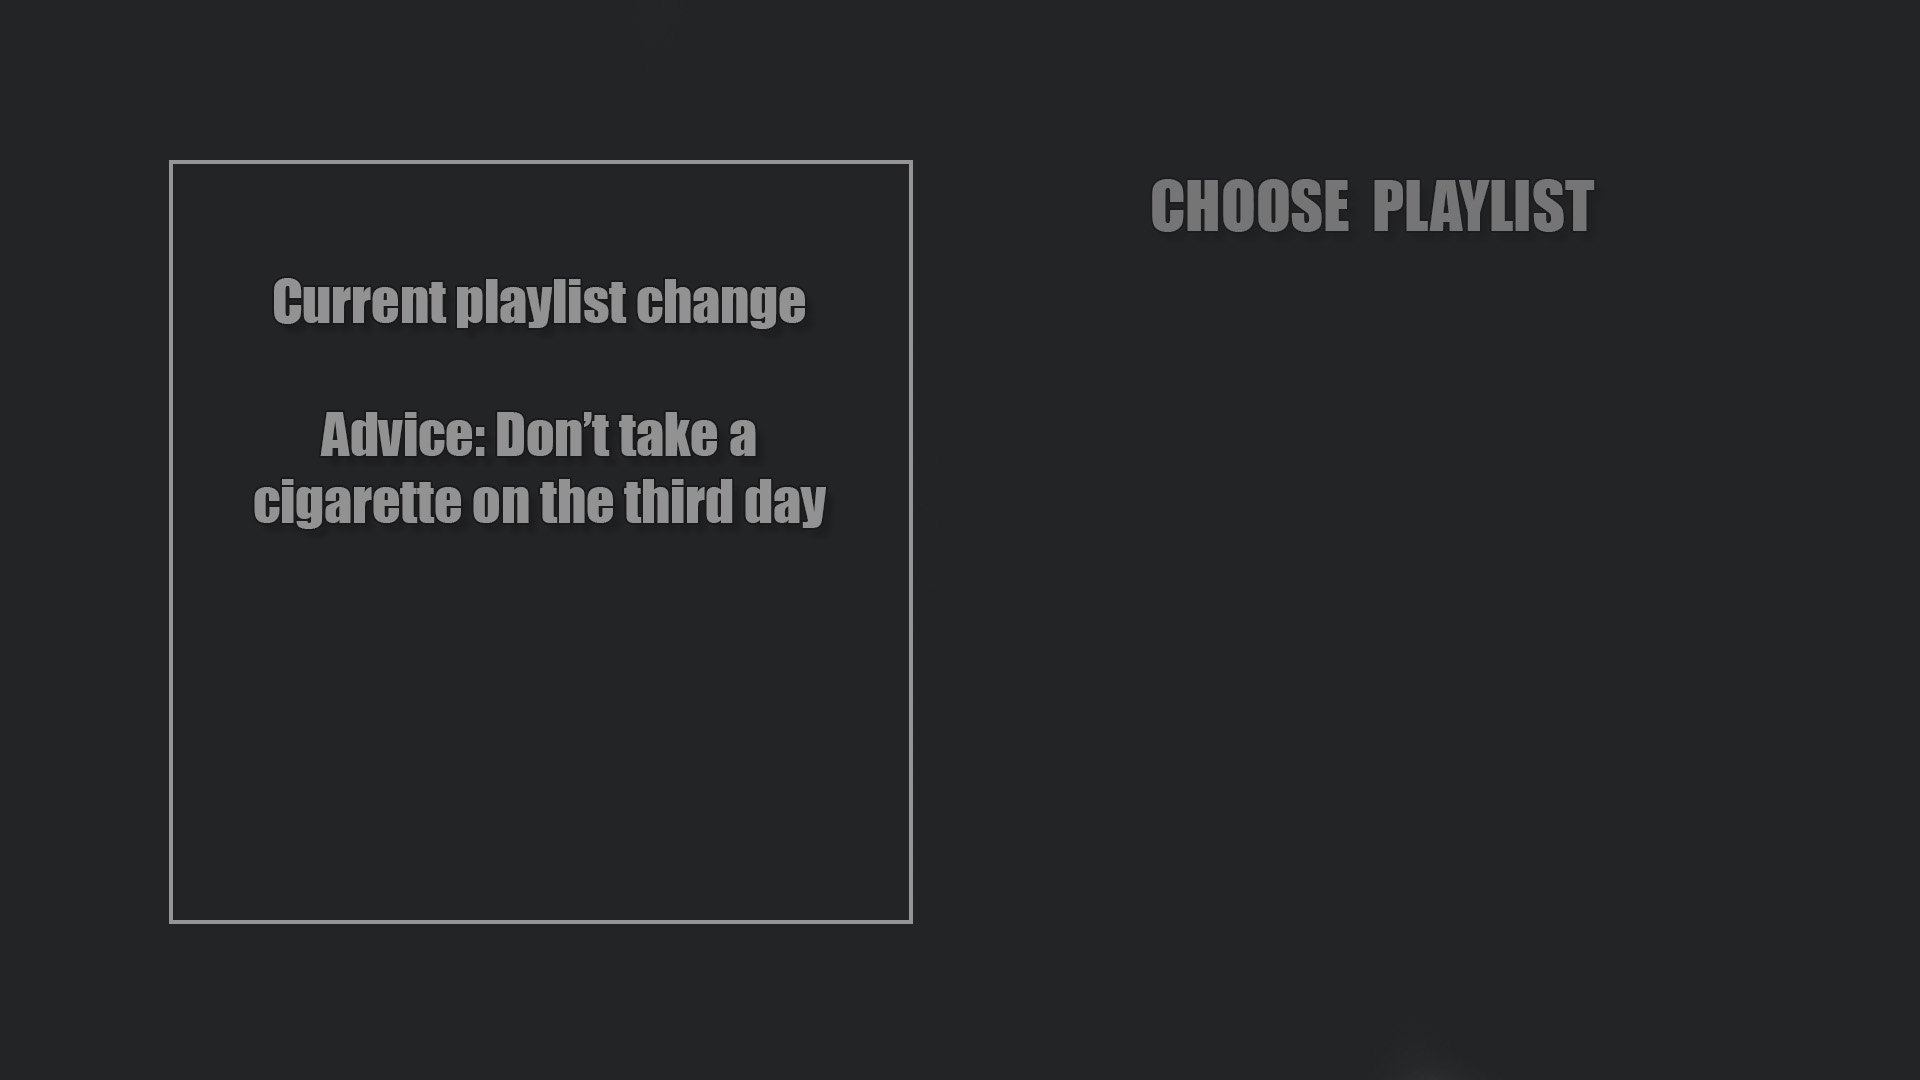 Current playlist change
Advice: Don’t take a
cigarette on the third day
CHOOSE PLAYLIST